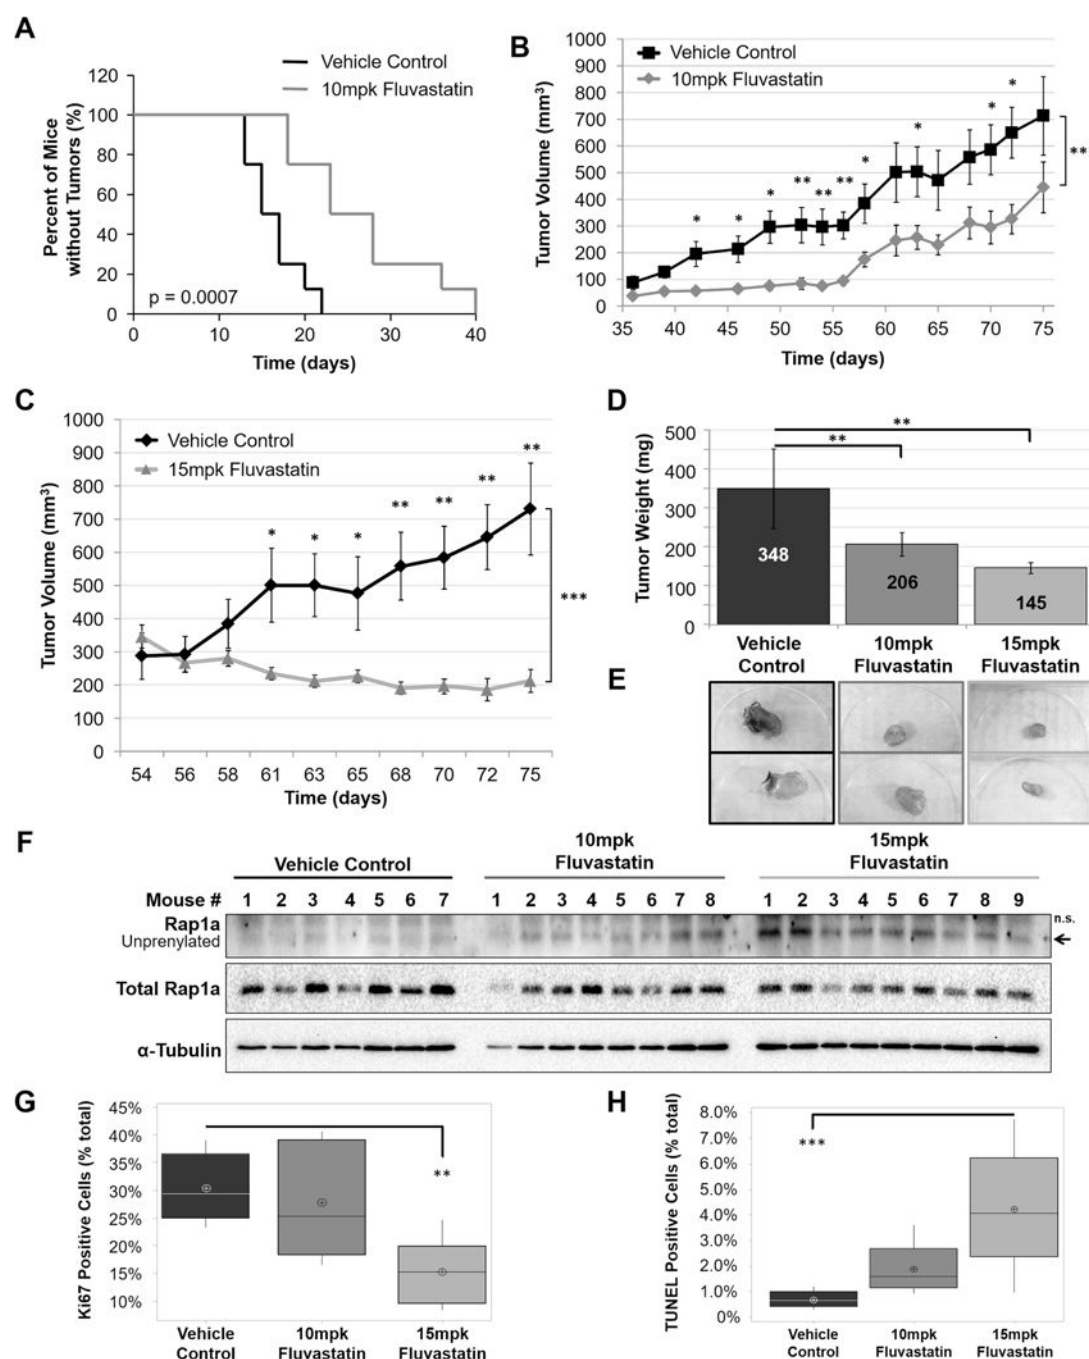 A
Vehicle Control
10mpk Fluvastatin
Percent of Mice
without Tumors (%)
120
100
80
60
40
20
0
p = 0.0007
0 10 20 30 40
Time (days)
B
Vehicle Control
10mpk Fluvastatin
Tumor Volume (mm³)
1000
900
800
700
600
500
400
300
200
100
0
* * * ** ** ** * * * *
**
35 40 45 50 55 60 65 70 75
Time (days)
C
Vehicle Control
15mpk Fluvastatin
Tumor Volume (mm³)
1000
900
800
700
600
500
400
300
200
100
0
* * * ** ** ** **
***
54 56 58 61 63 65 68 70 72 75
Time (days)
D
Tumor Weight (mg)
500
400
300
200
100
0
**
**
348
206
145
Vehicle
Control
10mpk
Fluvastatin
15mpk
Fluvastatin
E
F
Vehicle Control
10mpk
Fluvastatin
15mpk
Fluvastatin
Mouse # 1 2 3 4 5 6 7 1 2 3 4 5 6 7 8 1 2 3 4 5 6 7 8 9
Rap1a
Unprenylated
n.s.
Total Rap1a
α-Tubulin
G
Ki67 Positive Cells (% total)
45%
40%
35%
30%
25%
20%
15%
10%
**
Vehicle
Control
10mpk
Fluvastatin
15mpk
Fluvastatin
H
TUNEL Positive Cells (% total)
8.0%
7.0%
6.0%
5.0%
4.0%
3.0%
2.0%
1.0%
0%
***
Vehicle
Control
10mpk
Fluvastatin
15mpk
Fluvastatin